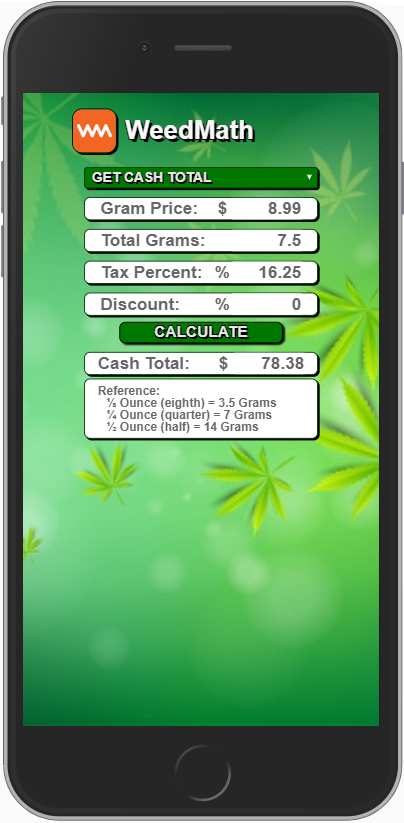 wm WeedMath
GET CASH TOTAL ▼
Gram Price: $ 8.99
Total Grams: 7.5
Tax Percent: % 16.25
Discount: % 0
CALCULATE
Cash Total: $ 78.38
Reference:
⅛ Ounce (eighth) = 3.5 Grams
¼ Ounce (quarter) = 7 Grams
½ Ounce (half) = 14 Grams